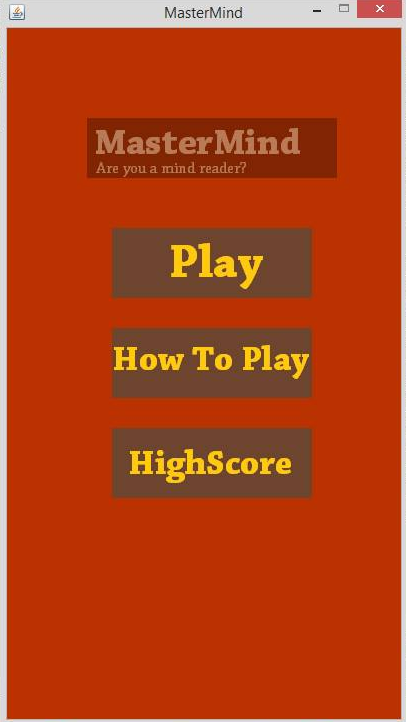 MasterMind
MasterMind
Are you a mind reader?
Play
How To Play
HighScore